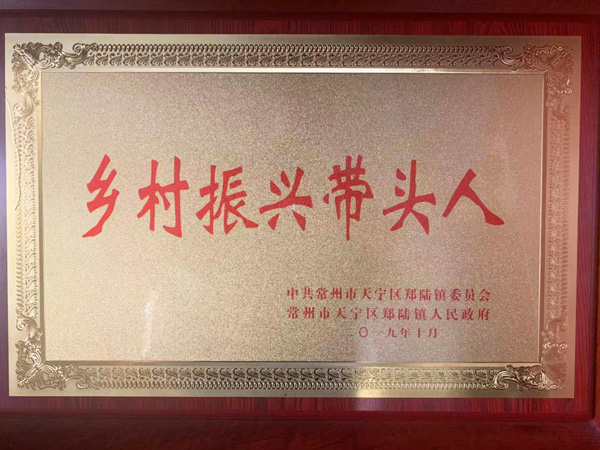 乡村振兴带头人
中共常州市天宁区郑陆镇委员会
常州市天宁区郑陆镇人民政府
二〇一九年十月